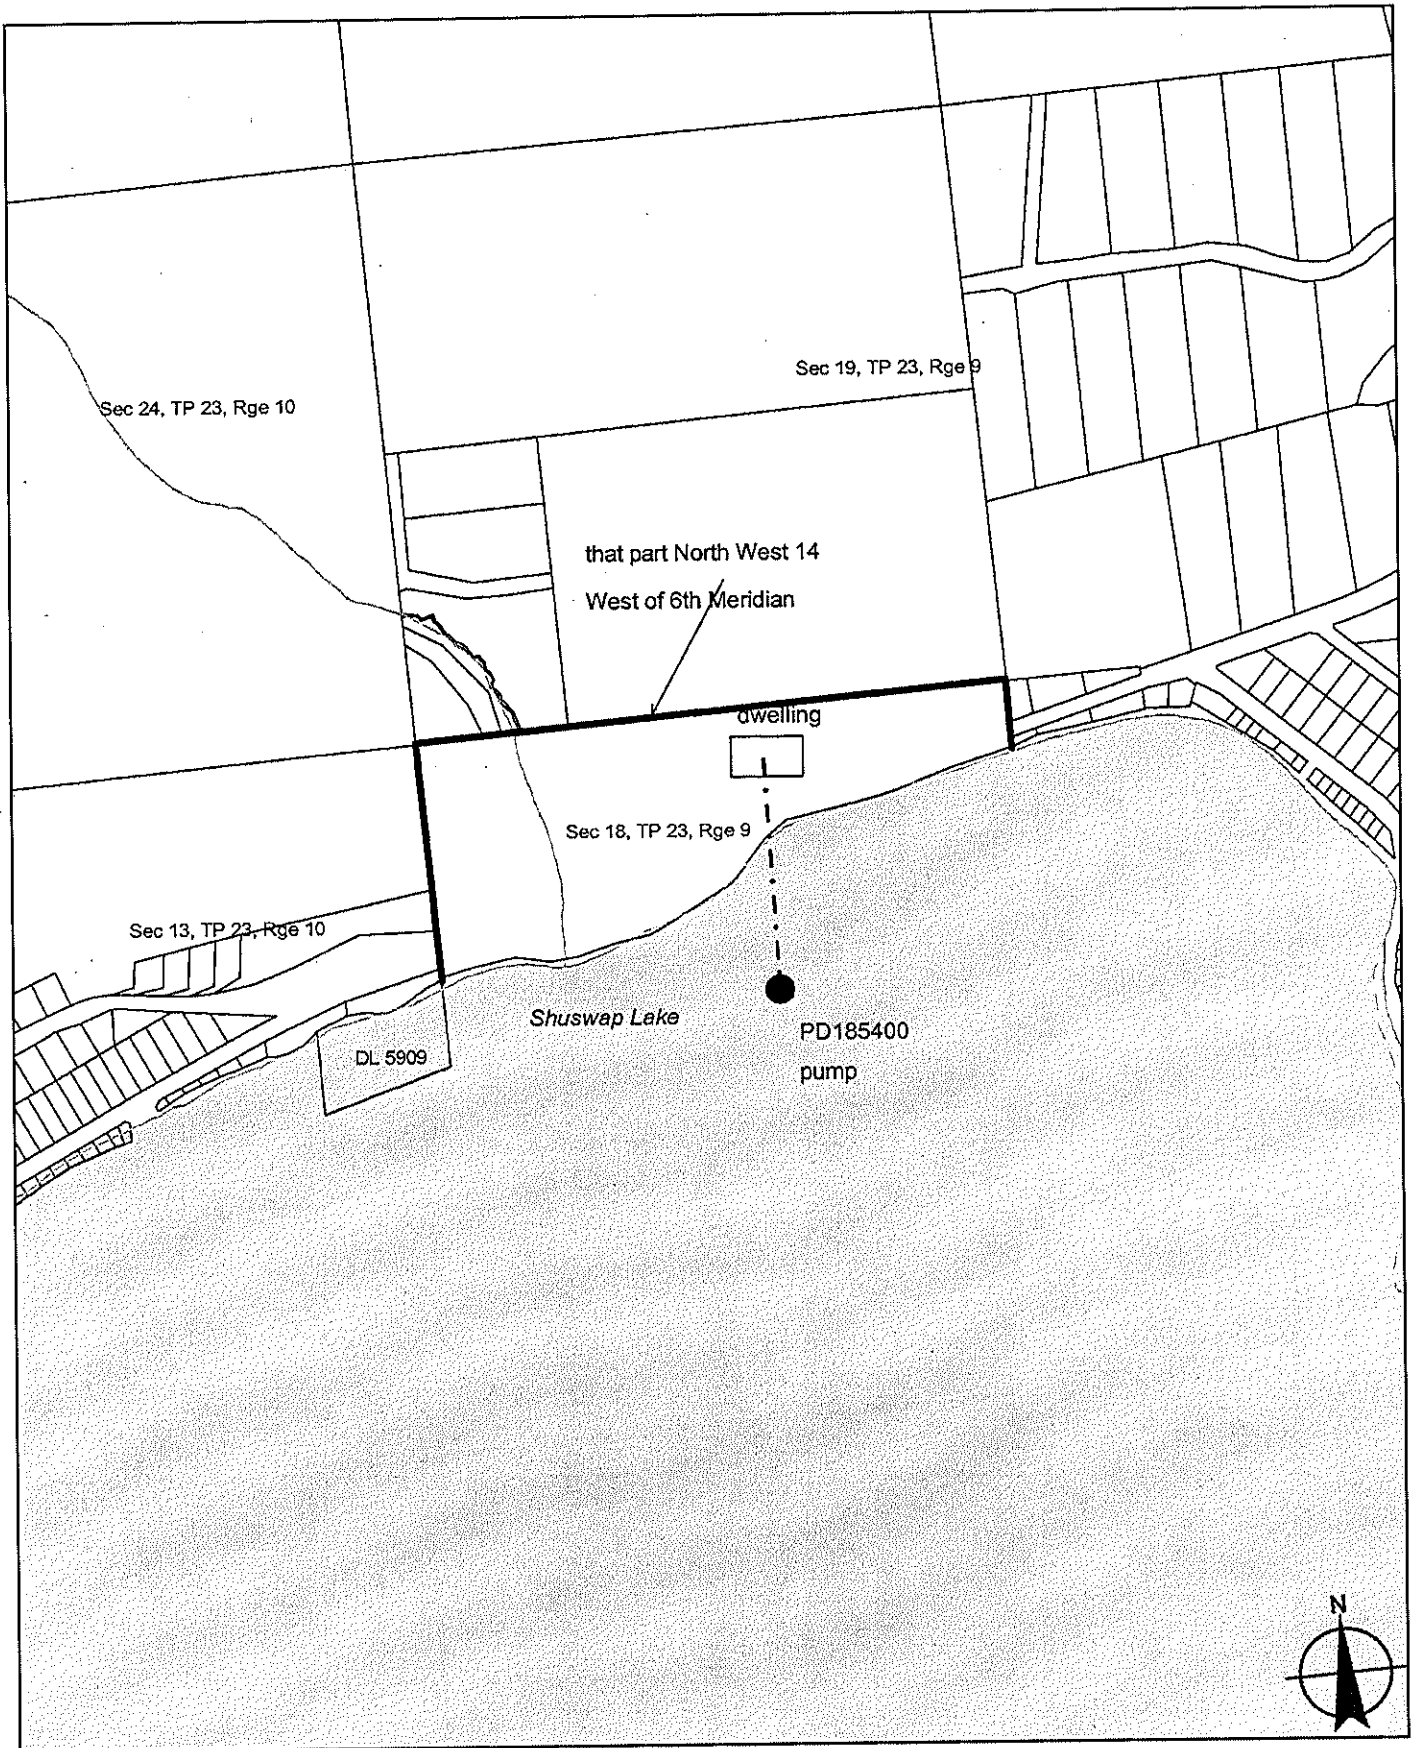 Sec 19, TP 23, Rge 9
Sec 24, TP 23, Rge 10
that part North West 14
West of 6th Meridian
dwelling
Sec 18, TP 23, Rge 9
Sec 13, TP 23, Rge 10
Shuswap Lake
PD185400
pump
DL 5909
N